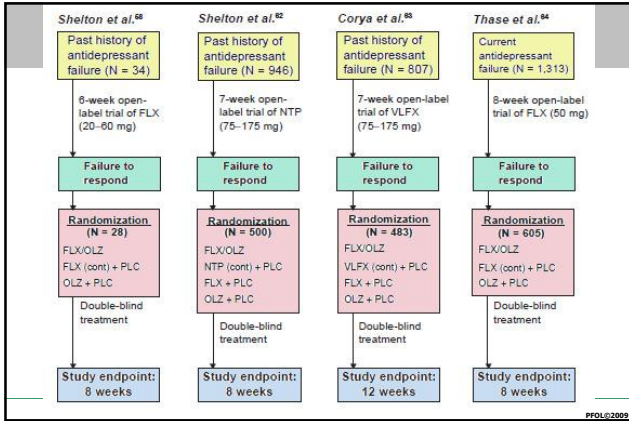 Shelton et al.⁵⁸
Past history of
antidepressant
failure (N = 34)
6-week open-
label trial of FLX
(20–60 mg)
Failure to
respond
Randomization
(N = 28)
FLX/OLZ
FLX (cont) + PLC
OLZ + PLC
Double-blind
treatment
Study endpoint:
8 weeks
Shelton et al.⁶²
Past history of
antidepressant
failure (N = 946)
7-week open-
label trial of NTP
(75–175 mg)
Failure to
respond
Randomization
(N = 500)
FLX/OLZ
NTP (cont) + PLC
FLX + PLC
OLZ + PLC
Double-blind
treatment
Study endpoint:
8 weeks
Corya et al.⁶³
Past history of
antidepressant
failure (N = 807)
7-week open-
label trial of VLFX
(75–175 mg)
Failure to
respond
Randomization
(N = 483)
FLX/OLZ
VLFX (cont) + PLC
FLX + PLC
OLZ + PLC
Double-blind
treatment
Study endpoint:
12 weeks
Thase et al.⁶⁴
Current
antidepressant
failure (N = 1,313)
8-week open-label
trial of FLX (50 mg)
Failure to
respond
Randomization
(N = 605)
FLX/OLZ
FLX (cont) + PLC
OLZ + PLC
Double-blind
treatment
Study endpoint:
8 weeks
PFOL©2009